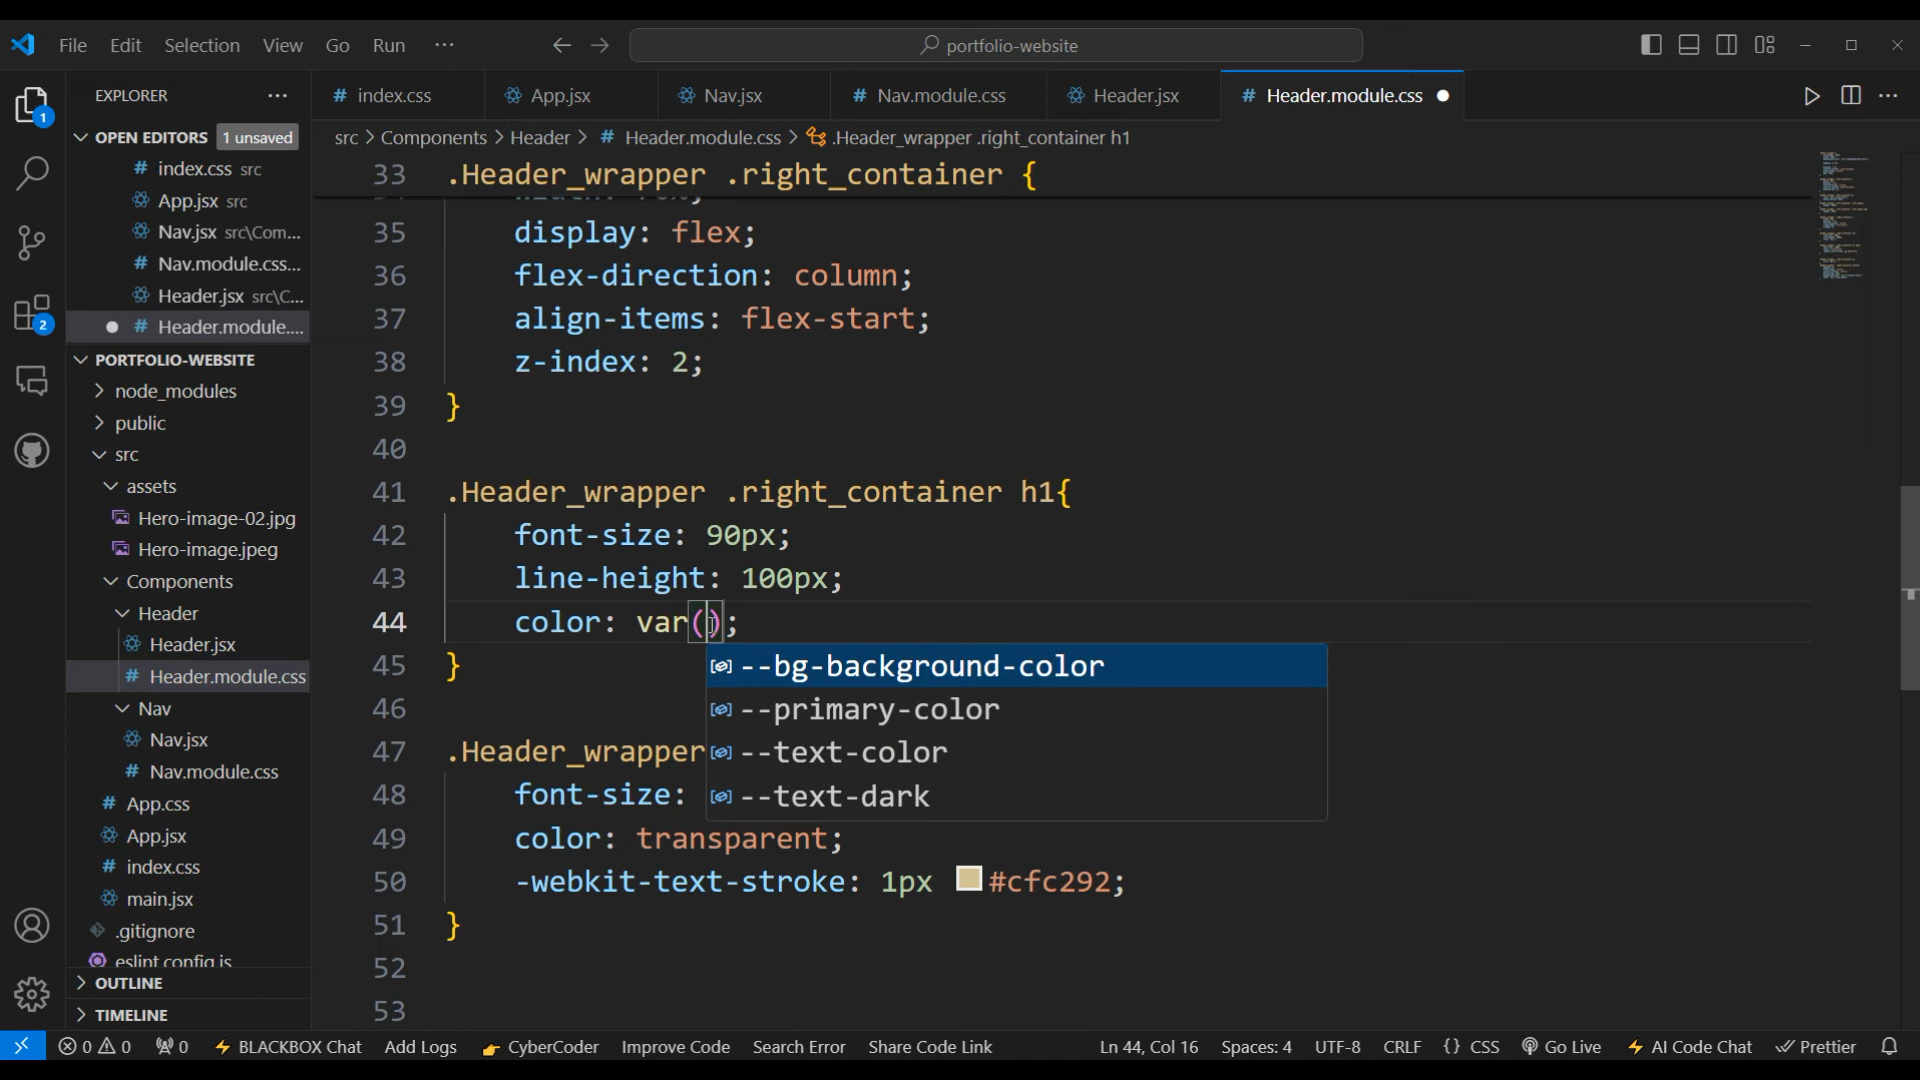 File Edit Selection View Go Run ··· portfolio-website
EXPLORER ···
OPEN EDITORS 1 unsaved
index.css src
App.jsx src
Nav.jsx src\Com...
Nav.module.css...
Header.jsx src\C...
Header.module....
PORTFOLIO-WEBSITE
node_modules
public
src
assets
Hero-image-02.jpg
Hero-image.jpeg
Components
Header
Header.jsx
Header.module.css
Nav
Nav.jsx
Nav.module.css
App.css
App.jsx
index.css
main.jsx
.gitignore
eslint.config.js
OUTLINE
TIMELINE
1
2
index.css App.jsx Nav.jsx Nav.module.css Header.jsx Header.module.css
src > Components > Header > Header.module.css > .Header_wrapper .right_container h1
33 .Header_wrapper .right_container {
35 display: flex;
36 flex-direction: column;
37 align-items: flex-start;
38 z-index: 2;
39 }
40
41 .Header_wrapper .right_container h1{
42 font-size: 90px;
43 line-height: 100px;
44 color: var();
45 }
--bg-background-color
46
--primary-color
47 .Header_wrapper
--text-color
48 font-size:
--text-dark
49 color: transparent;
50 -webkit-text-stroke: 1px #cfc292;
51 }
52
53
0 0 0 BLACKBOX Chat Add Logs CyberCoder Improve Code Search Error Share Code Link Ln 44, Col 16 Spaces: 4 UTF-8 CRLF {} CSS Go Live AI Code Chat Prettier